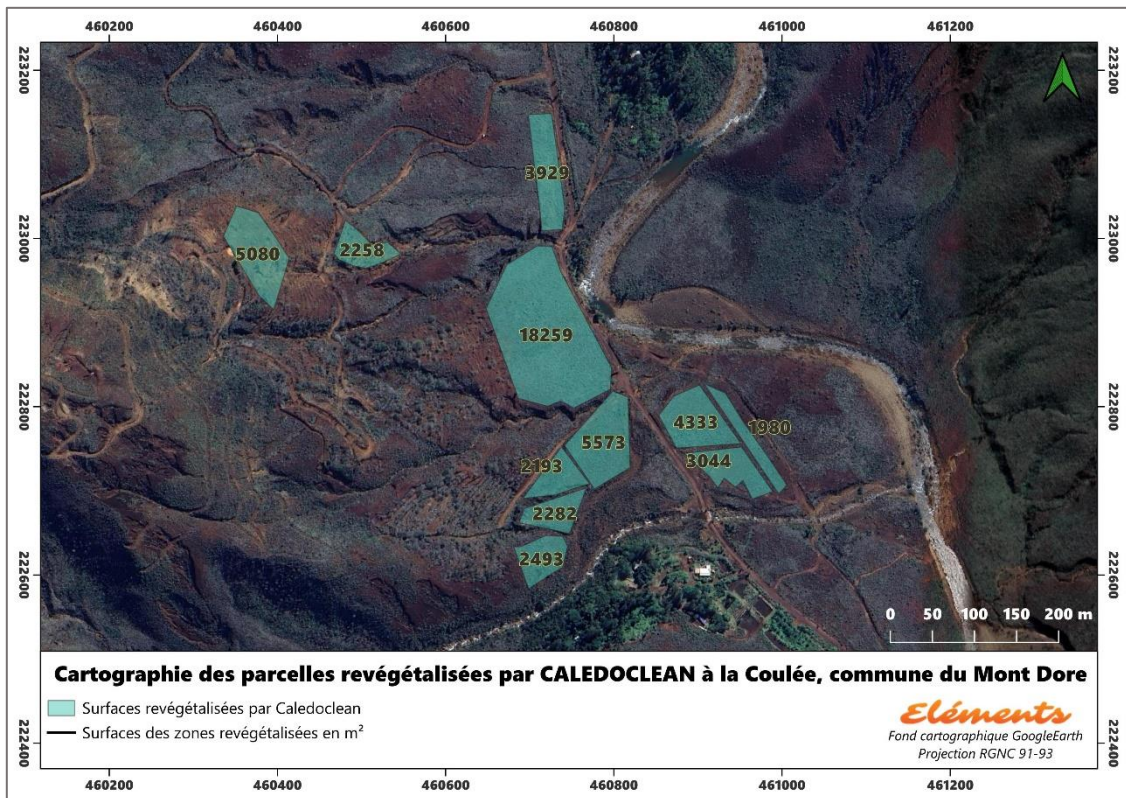 460200 460400 460600 460800 461000 461200
223200 223200
3929
5080 2258
223000 223000
18259
222800 222800
4333 1980
5573
3044
2193
2282
2493
222600 222600
0 50 100 150 200 m
Cartographie des parcelles revégétalisées par CALEDOCLEAN à la Coulée, commune du Mont Dore
Surfaces revégétalisées par Caledoclean
Surfaces des zones revégétalisées en m²
Eléments
Fond cartographique GoogleEarth
Projection RGNC 91-93
222400 222400
460200 460400 460600 460800 461000 461200